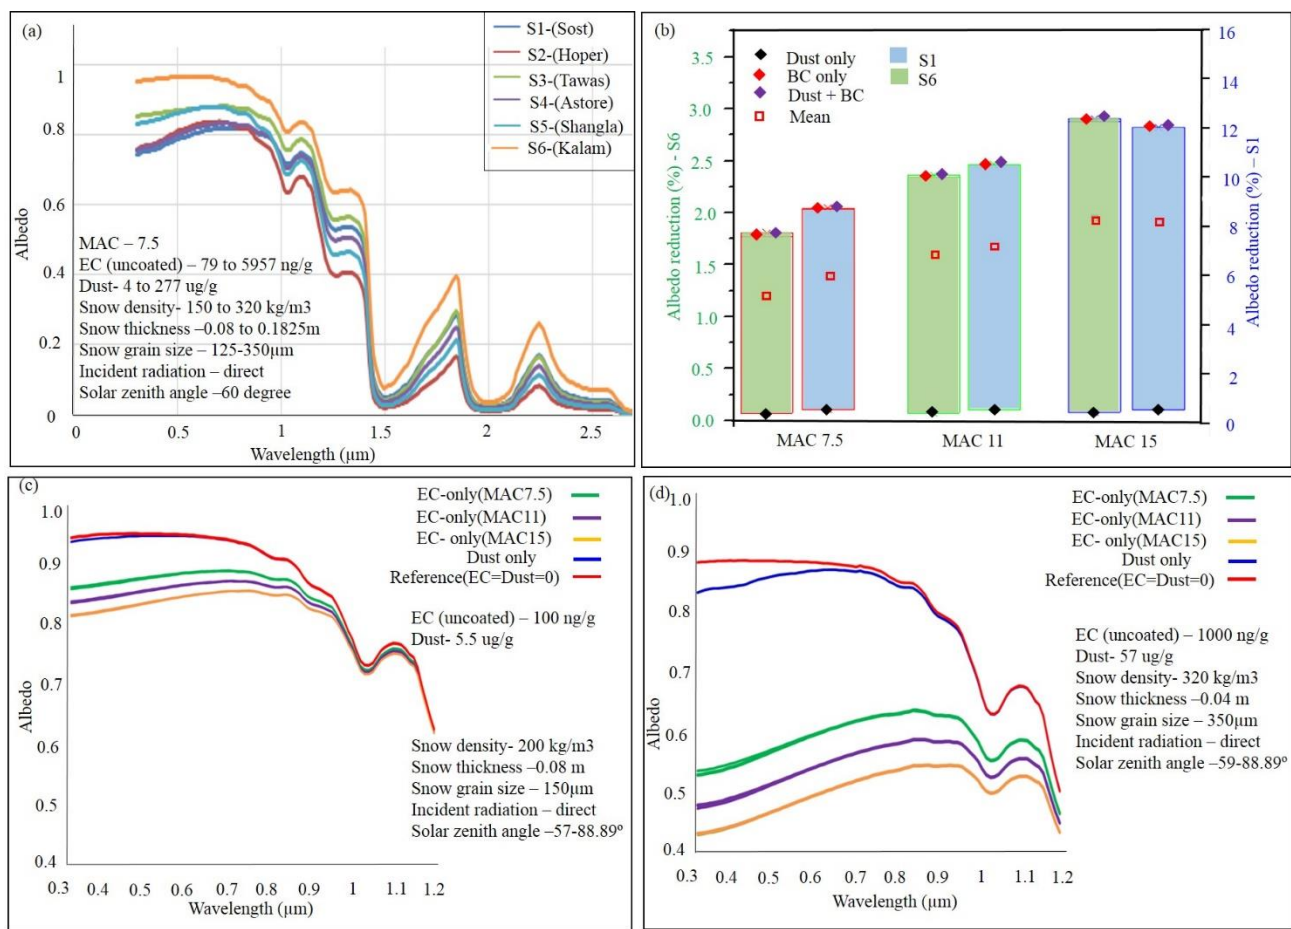 (a)
S1-(Sost)
S2-(Hoper)
S3-(Tawas)
S4-(Astore)
S5-(Shangla)
S6-(Kalam)
1
0.8
0.6
0.4
0.2
0
Albedo
MAC – 7.5
EC (uncoated) – 79 to 5957 ng/g
Dust- 4 to 277 ug/g
Snow density- 150 to 320 kg/m3
Snow thickness –0.08 to 0.1825m
Snow grain size – 125-350µm
Incident radiation – direct
Solar zenith angle –60 degree
0 0.5 1 1.5 2 2.5
Wavelength (µm)
(b)
Dust only
BC only
Dust + BC
Mean
S1
S6
3.5
3.0
2.5
2.0
1.5
1.0
0.5
0.0
Albedo reduction (%) - S6
16
14
12
10
8
6
4
2
0
Albedo reduction (%) – S1
MAC 7.5 MAC 11 MAC 15
(c)
EC-only(MAC7.5)
EC-only(MAC11)
EC- only(MAC15)
Dust only
Reference(EC=Dust=0)
EC (uncoated) – 100 ng/g
Dust- 5.5 ug/g
Snow density- 200 kg/m3
Snow thickness –0.08 m
Snow grain size – 150µm
Incident radiation – direct
Solar zenith angle –57-88.89º
1.0
0.9
0.8
0.7
0.6
0.5
0.4
Albedo
0.3 0.4 0.5 0.6 0.7 0.8 0.9 1 1.1 1.2
Wavelength (µm)
(d)
EC-only(MAC7.5)
EC-only(MAC11)
EC- only(MAC15)
Dust only
Reference(EC=Dust=0)
EC (uncoated) – 1000 ng/g
Dust- 57 ug/g
Snow density- 320 kg/m3
Snow thickness –0.04 m
Snow grain size – 350µm
Incident radiation – direct
Solar zenith angle –59-88.89º
1.0
0.9
0.8
0.7
0.6
0.5
0.4
Albedo
0.3 0.4 0.5 0.6 0.7 0.8 0.9 1 1.1 1.2
Wavelength (µm)